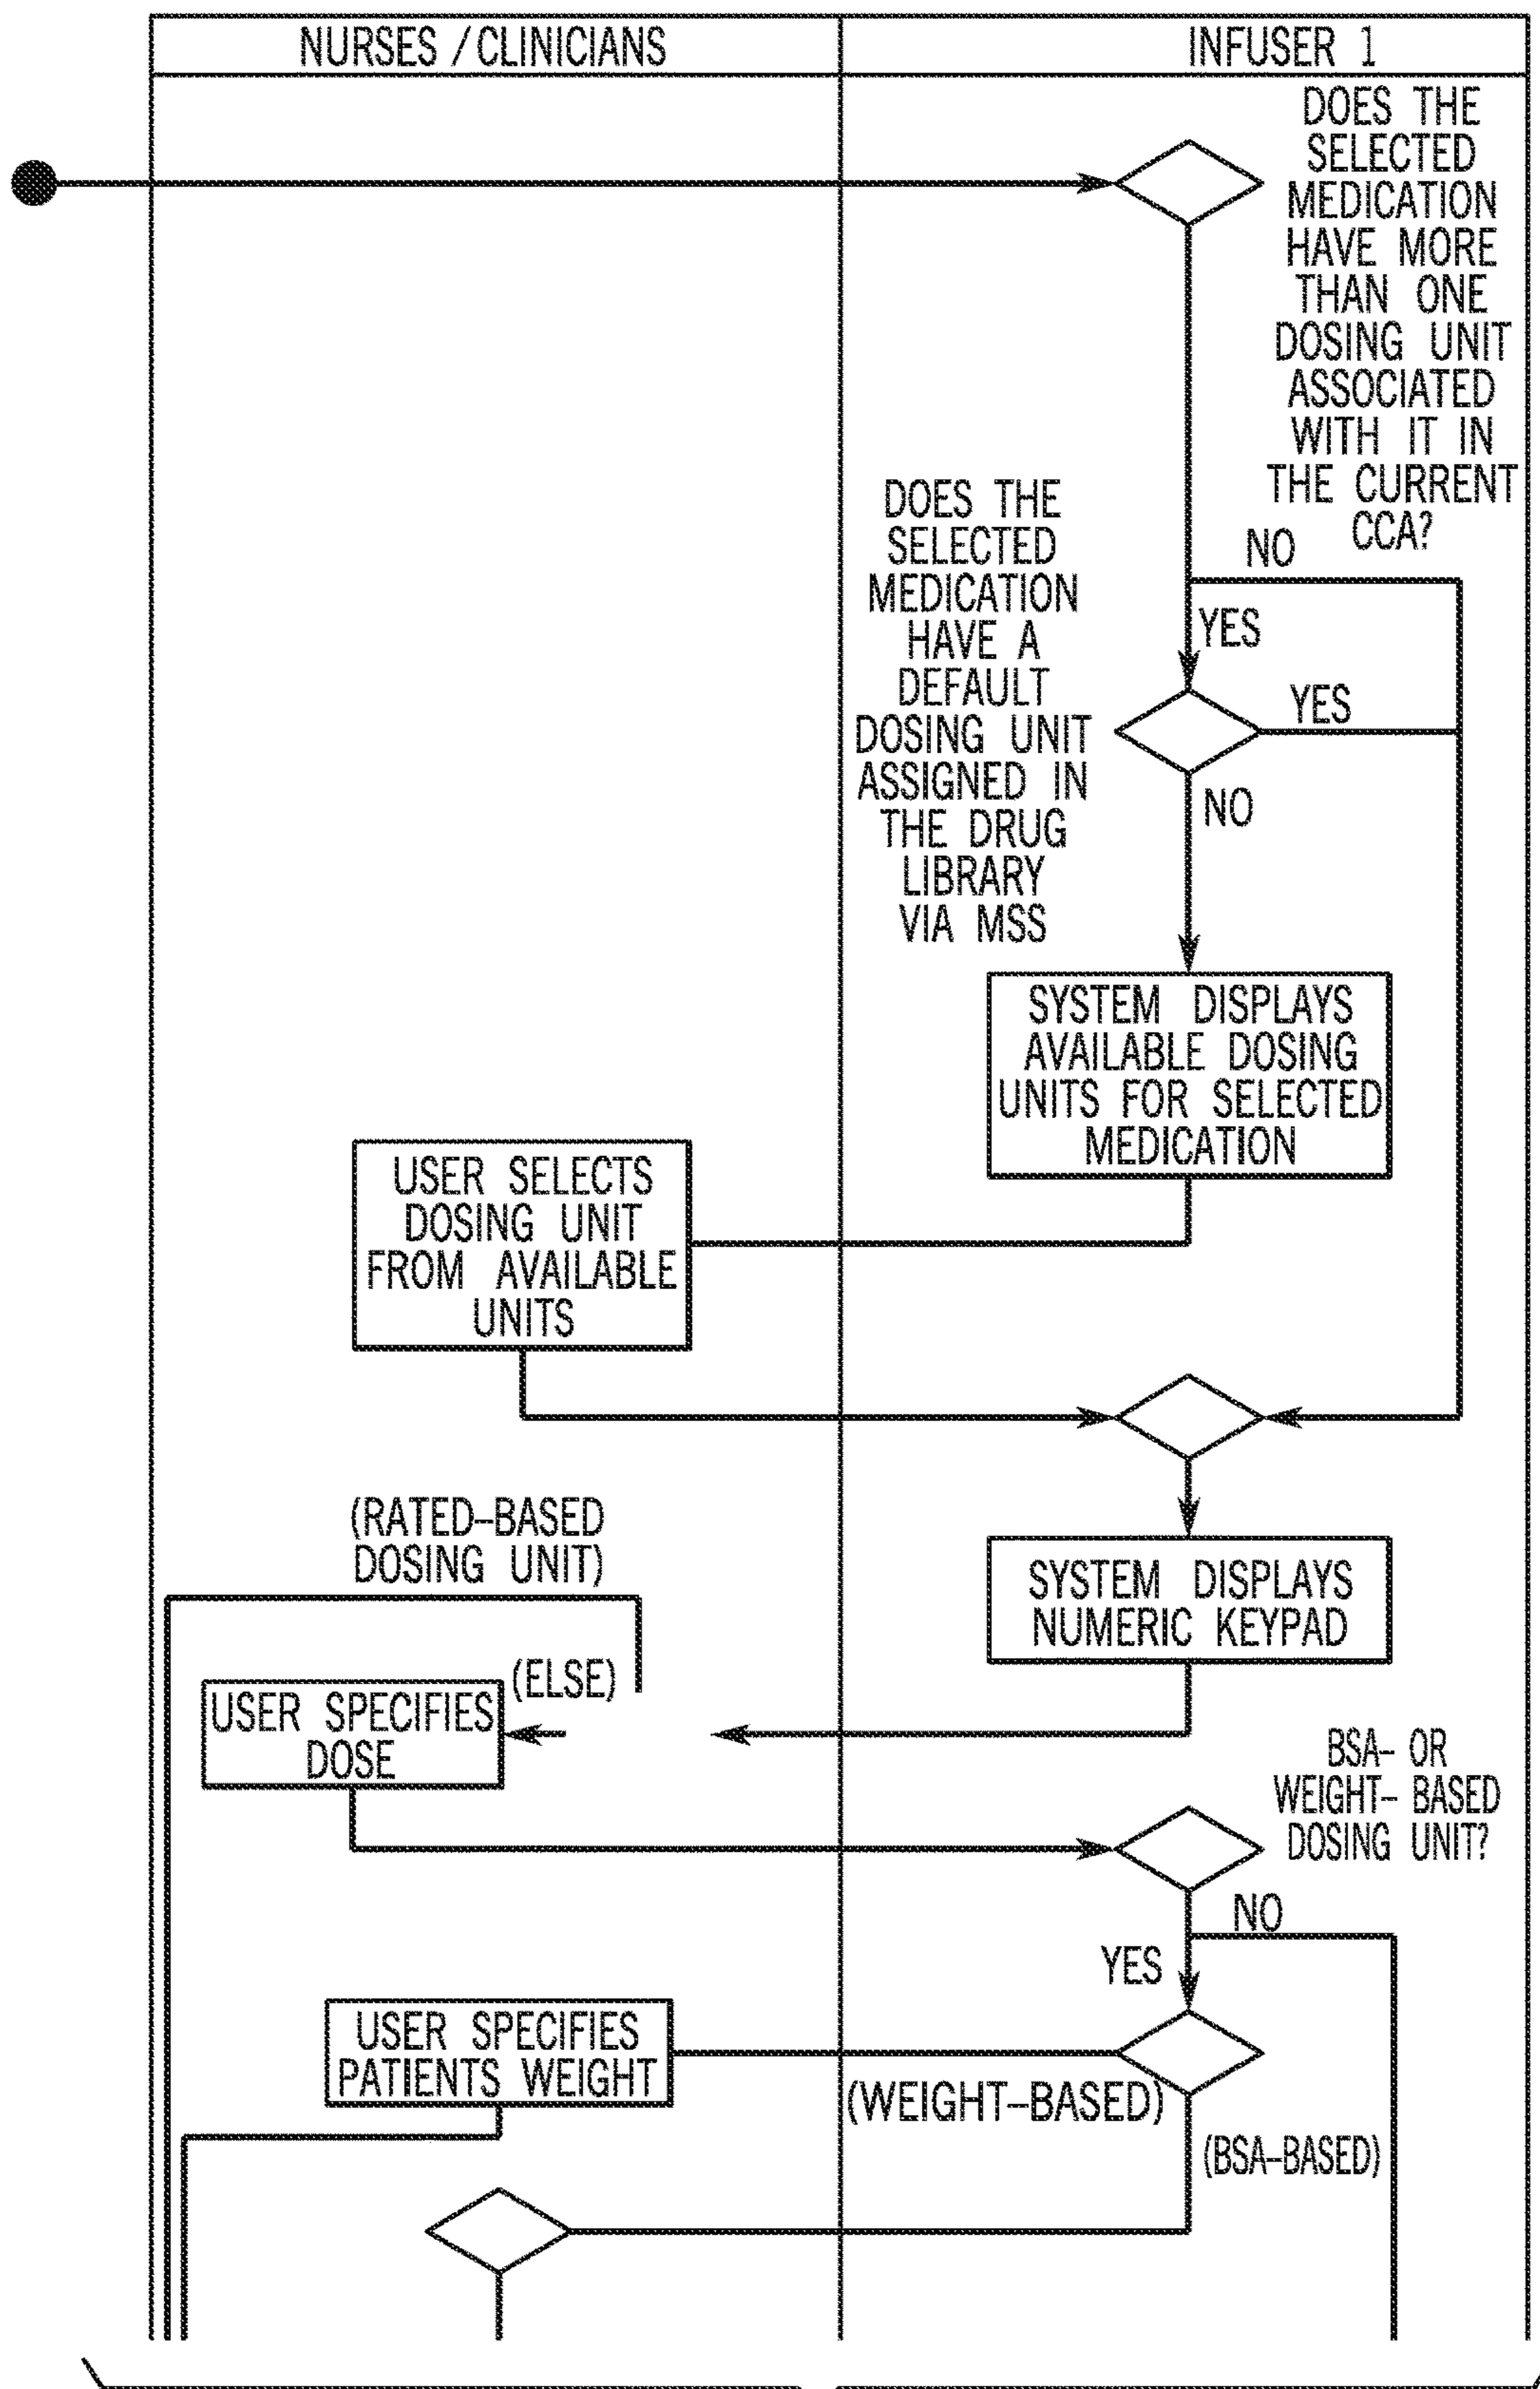 NURSES / CLINICIANS
INFUSER 1
DOES THE
SELECTED
MEDICATION
HAVE MORE
THAN ONE
DOSING UNIT
ASSOCIATED
WITH IT IN
THE CURRENT
CCA?
NO
YES
DOES THE
SELECTED
MEDICATION
HAVE A
DEFAULT
DOSING UNIT
ASSIGNED IN
THE DRUG
LIBRARY
VIA MSS
YES
NO
SYSTEM DISPLAYS
AVAILABLE DOSING
UNITS FOR SELECTED
MEDICATION
USER SELECTS
DOSING UNIT
FROM AVAILABLE
UNITS
SYSTEM DISPLAYS
NUMERIC KEYPAD
(RATED-BASED
DOSING UNIT)
(ELSE)
USER SPECIFIES
DOSE
BSA- OR
WEIGHT- BASED
DOSING UNIT?
NO
YES
USER SPECIFIES
PATIENTS WEIGHT
(WEIGHT-BASED)
(BSA-BASED)